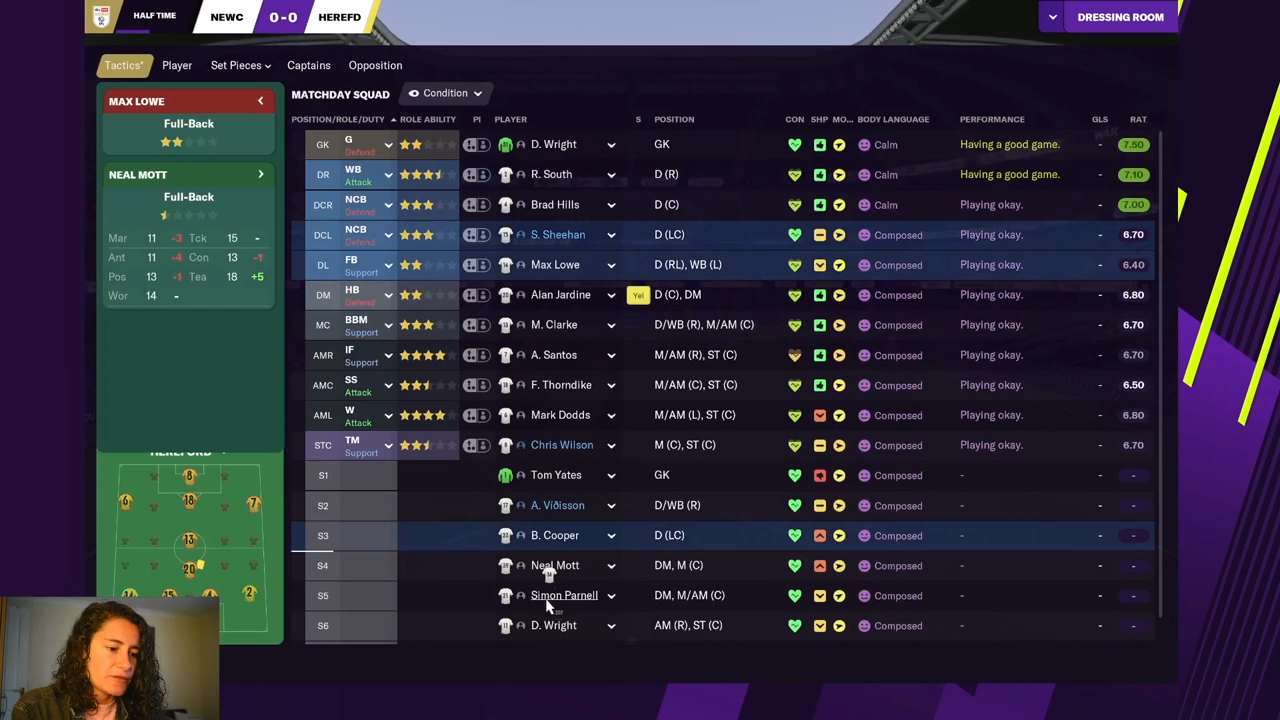 HALF TIME NEWC 0-0 HEREFD DRESSING ROOM
Tactics* Player Set Pieces Captains Opposition
MAX LOWE
Full-Back
NEAL MOTT
Full-Back
Mar 11 -3 Tck 15 -
Ant 11 -4 Con 13 -1
Pos 13 -1 Tea 18 +5
Wor 14 -
MATCHDAY SQUAD Condition
POSITION/ROLE/DUTY ROLE ABILITY PI PLAYER S POSITION CON SHP MO... BODY LANGUAGE PERFORMANCE GLS RAT
GK G Defend D. Wright GK Calm Having a good game. - 7.50
DR WB Attack R. South D (R) Calm Having a good game. - 7.10
DCR NCB Defend Brad Hills D (C) Calm Playing okay. - 7.00
DCL NCB Defend S. Sheehan D (LC) Composed Playing okay. - 6.70
DL FB Support Max Lowe D (RL), WB (L) Composed Playing okay. - 6.40
DM HB Defend Alan Jardine Yel D (C), DM Composed Playing okay. - 6.80
MC BBM Support M. Clarke D/WB (R), M/AM (C) Composed Playing okay. - 6.70
AMR IF Support A. Santos M/AM (R), ST (C) Composed Playing okay. - 6.70
AMC SS Attack F. Thorndike M/AM (C), ST (C) Composed Playing okay. - 6.50
AML W Attack Mark Dodds M/AM (L), ST (C) Composed Playing okay. - 6.80
STC TM Support Chris Wilson M (C), ST (C) Composed Playing okay. - 6.70
S1 Tom Yates GK Composed - - -
S2 A. Víðisson D/WB (R) Composed - - -
S3 B. Cooper D (LC) Composed - - -
S4 Neal Mott DM, M (C) Composed - - -
S5 Simon Parnell DM, M/AM (C) Composed - - -
S6 D. Wright AM (R), ST (C) Composed - - -
HEREFORD
8
6 18 7
13
20
2